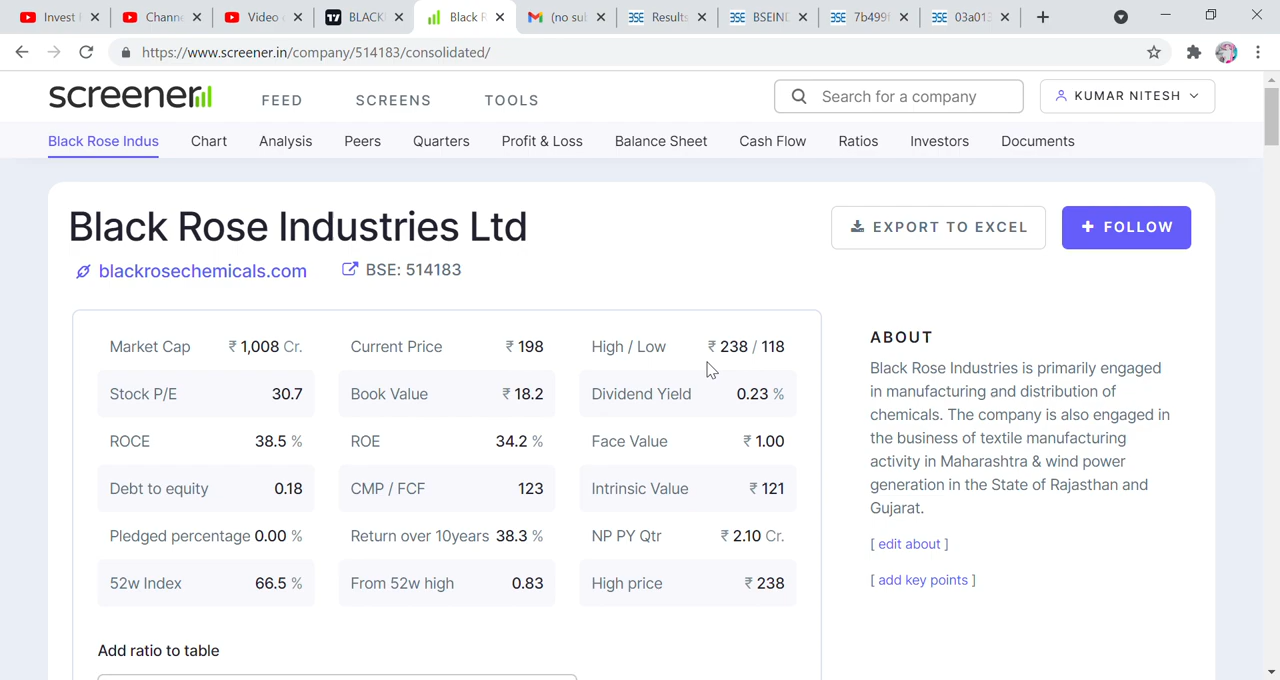 Invest
Chann
Video
BLACK
Black R
(no sub
Results
BSEIND
7b499f
03a013
https://www.screener.in/company/514183/consolidated/
screener
FEED
SCREENS
TOOLS
Search for a company
KUMAR NITESH
Black Rose Indus
Chart
Analysis
Peers
Quarters
Profit & Loss
Balance Sheet
Cash Flow
Ratios
Investors
Documents
Black Rose Industries Ltd
EXPORT TO EXCEL
+ FOLLOW
blackrosechemicals.com
BSE: 514183
Market Cap ₹ 1,008 Cr.
Current Price ₹ 198
High / Low ₹ 238 / 118
Stock P/E 30.7
Book Value ₹ 18.2
Dividend Yield 0.23 %
ROCE 38.5 %
ROE 34.2 %
Face Value ₹ 1.00
Debt to equity 0.18
CMP / FCF 123
Intrinsic Value ₹ 121
Pledged percentage 0.00 %
Return over 10years 38.3 %
NP PY Qtr ₹ 2.10 Cr.
52w Index 66.5 %
From 52w high 0.83
High price ₹ 238
Add ratio to table
ABOUT
Black Rose Industries is primarily engaged
in manufacturing and distribution of
chemicals. The company is also engaged in
the business of textile manufacturing
activity in Maharashtra & wind power
generation in the State of Rajasthan and
Gujarat.
[ edit about ]
[ add key points ]